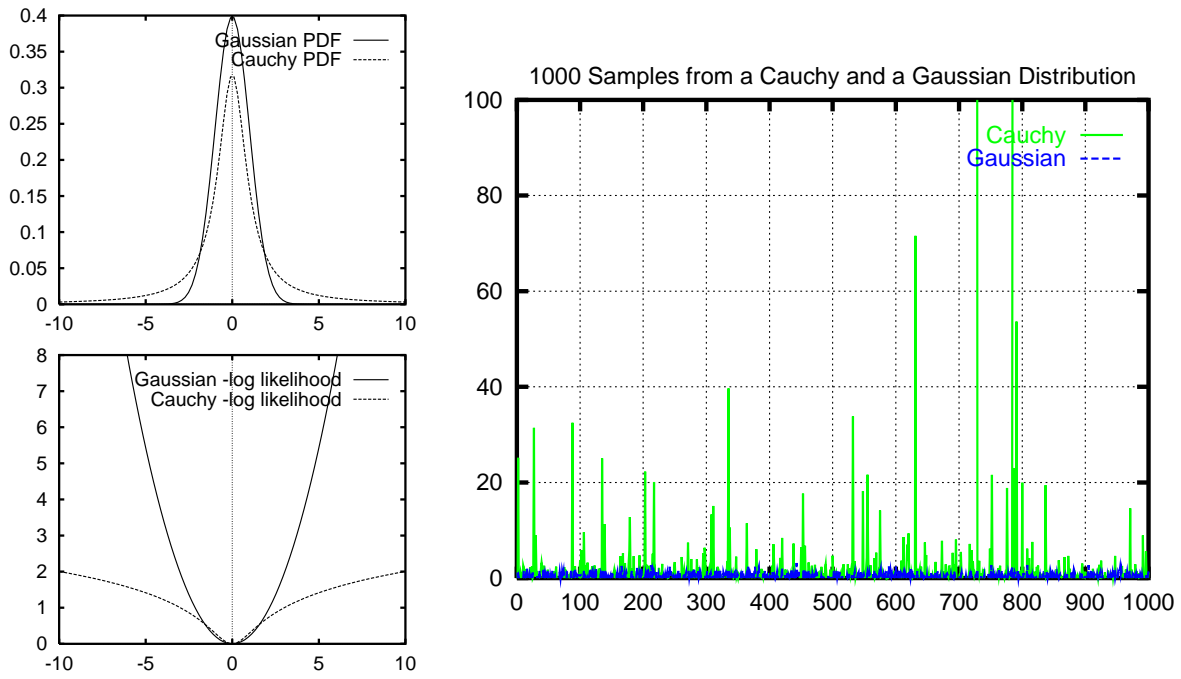 0.4
0.35
0.3
0.25
0.2
0.15
0.1
0.05
0
-10 -5 0 5 10
Gaussian PDF
Cauchy PDF
8
7
6
5
4
3
2
1
0
-10 -5 0 5 10
Gaussian -log likelihood
Cauchy -log likelihood
1000 Samples from a Cauchy and a Gaussian Distribution
100
80
60
40
20
0
0 100 200 300 400 500 600 700 800 900 1000
Cauchy
Gaussian